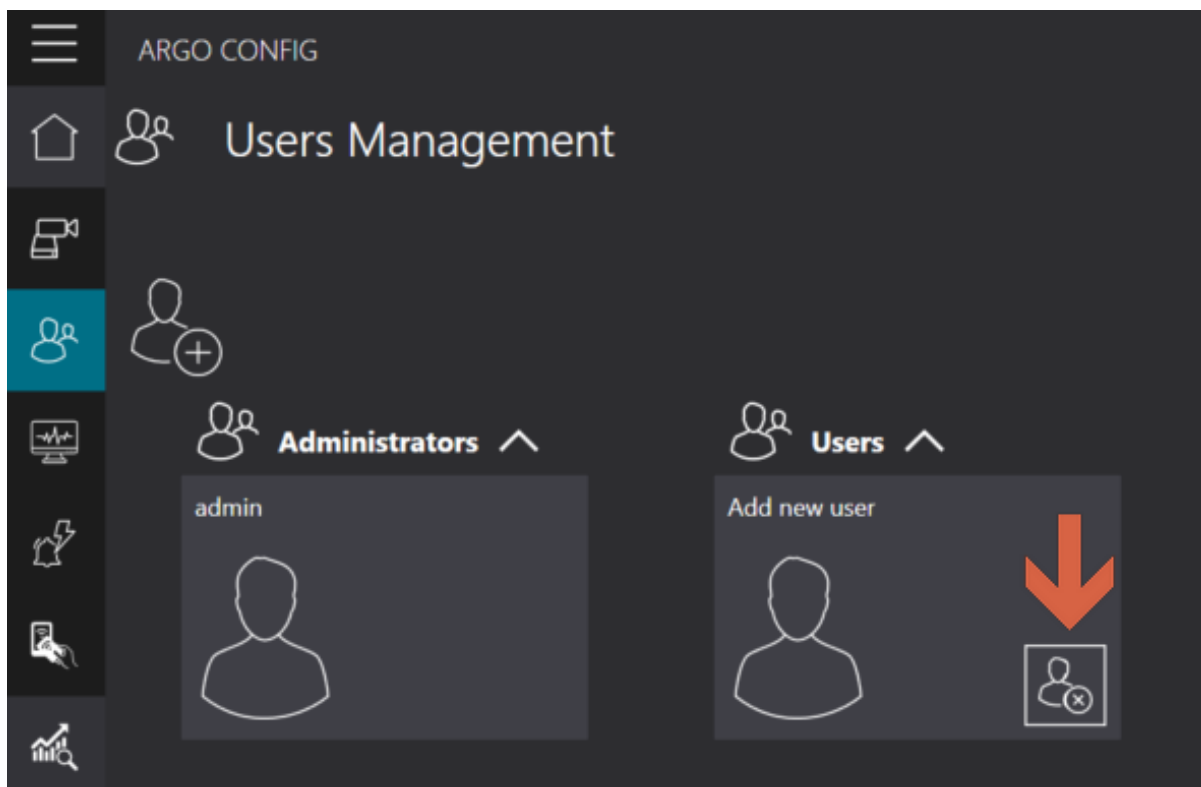 ARGO CONFIG
Users Management
Administrators
Users
admin
Add new user